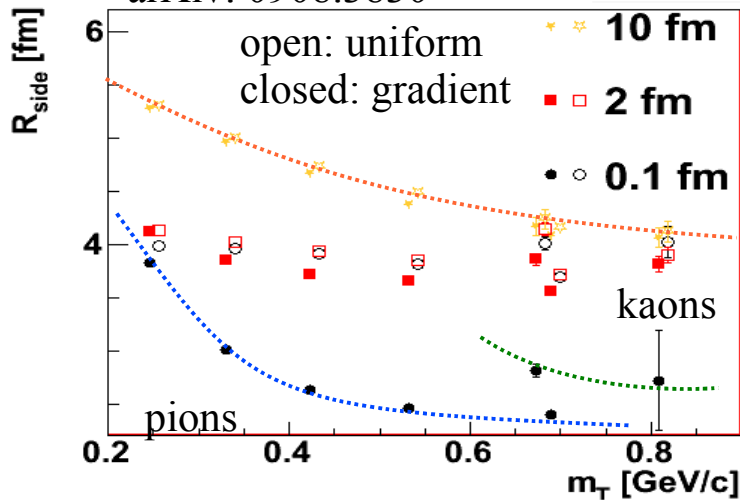 open: uniform
closed: gradient
10 fm
2 fm
0.1 fm
kaons
pions
R_side [fm]
6
4
0.2
0.4
0.6
0.8
m_T [GeV/c]